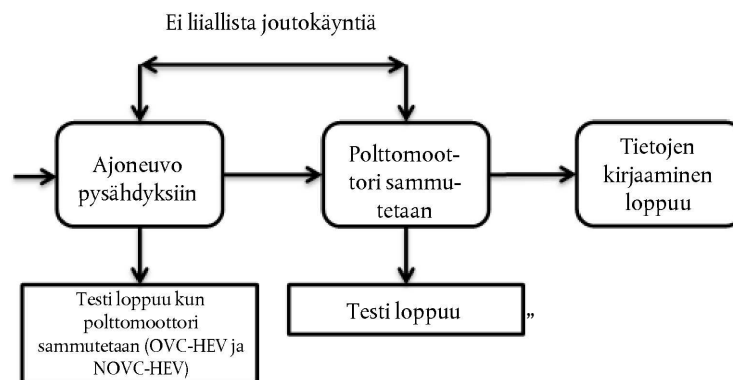 Ei liiallista joutokäyntiä
Ajoneuvo
pysähdyksiin
Polttomoot-
tori sammu-
tetaan
Tietojen
kirjaaminen
loppuu
Testi loppuu kun
polttomoottori
sammutetaan (OVC-HEV ja
NOVC-HEV)
Testi loppuu
”